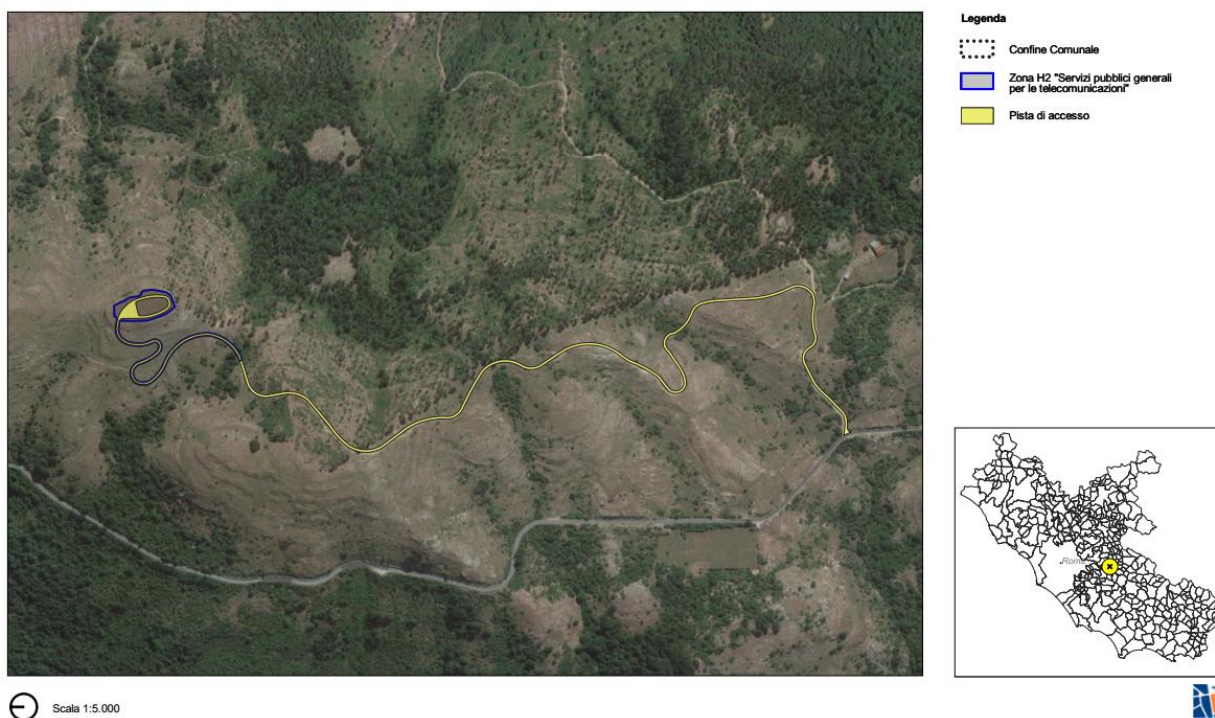 Legenda
Confine Comunale
Zona H2 "Servizi pubblici generali
per le telecomunicazioni"
Pista di accesso
Roma
Scala 1:5.000